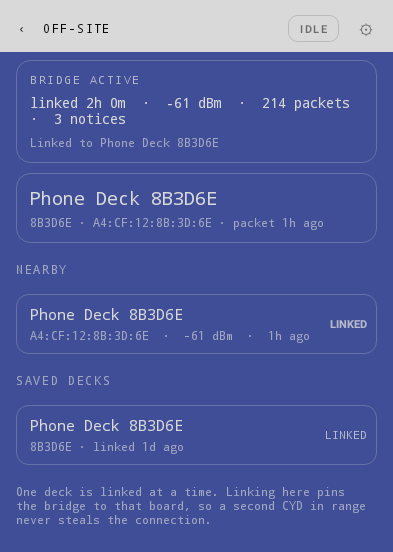 ‹ OFF-SITE IDLE
BRIDGE ACTIVE
linked 2h 0m · -61 dBm · 214 packets
· 3 notices
Linked to Phone Deck 8B3D6E
Phone Deck 8B3D6E
8B3D6E · A4:CF:12:8B:3D:6E · packet 1h ago
NEARBY
Phone Deck 8B3D6E
A4:CF:12:8B:3D:6E · -61 dBm · 1h ago
LINKED
SAVED DECKS
Phone Deck 8B3D6E
8B3D6E · linked 1d ago
LINKED
One deck is linked at a time. Linking here pins
the bridge to that board, so a second CYD in range
never steals the connection.